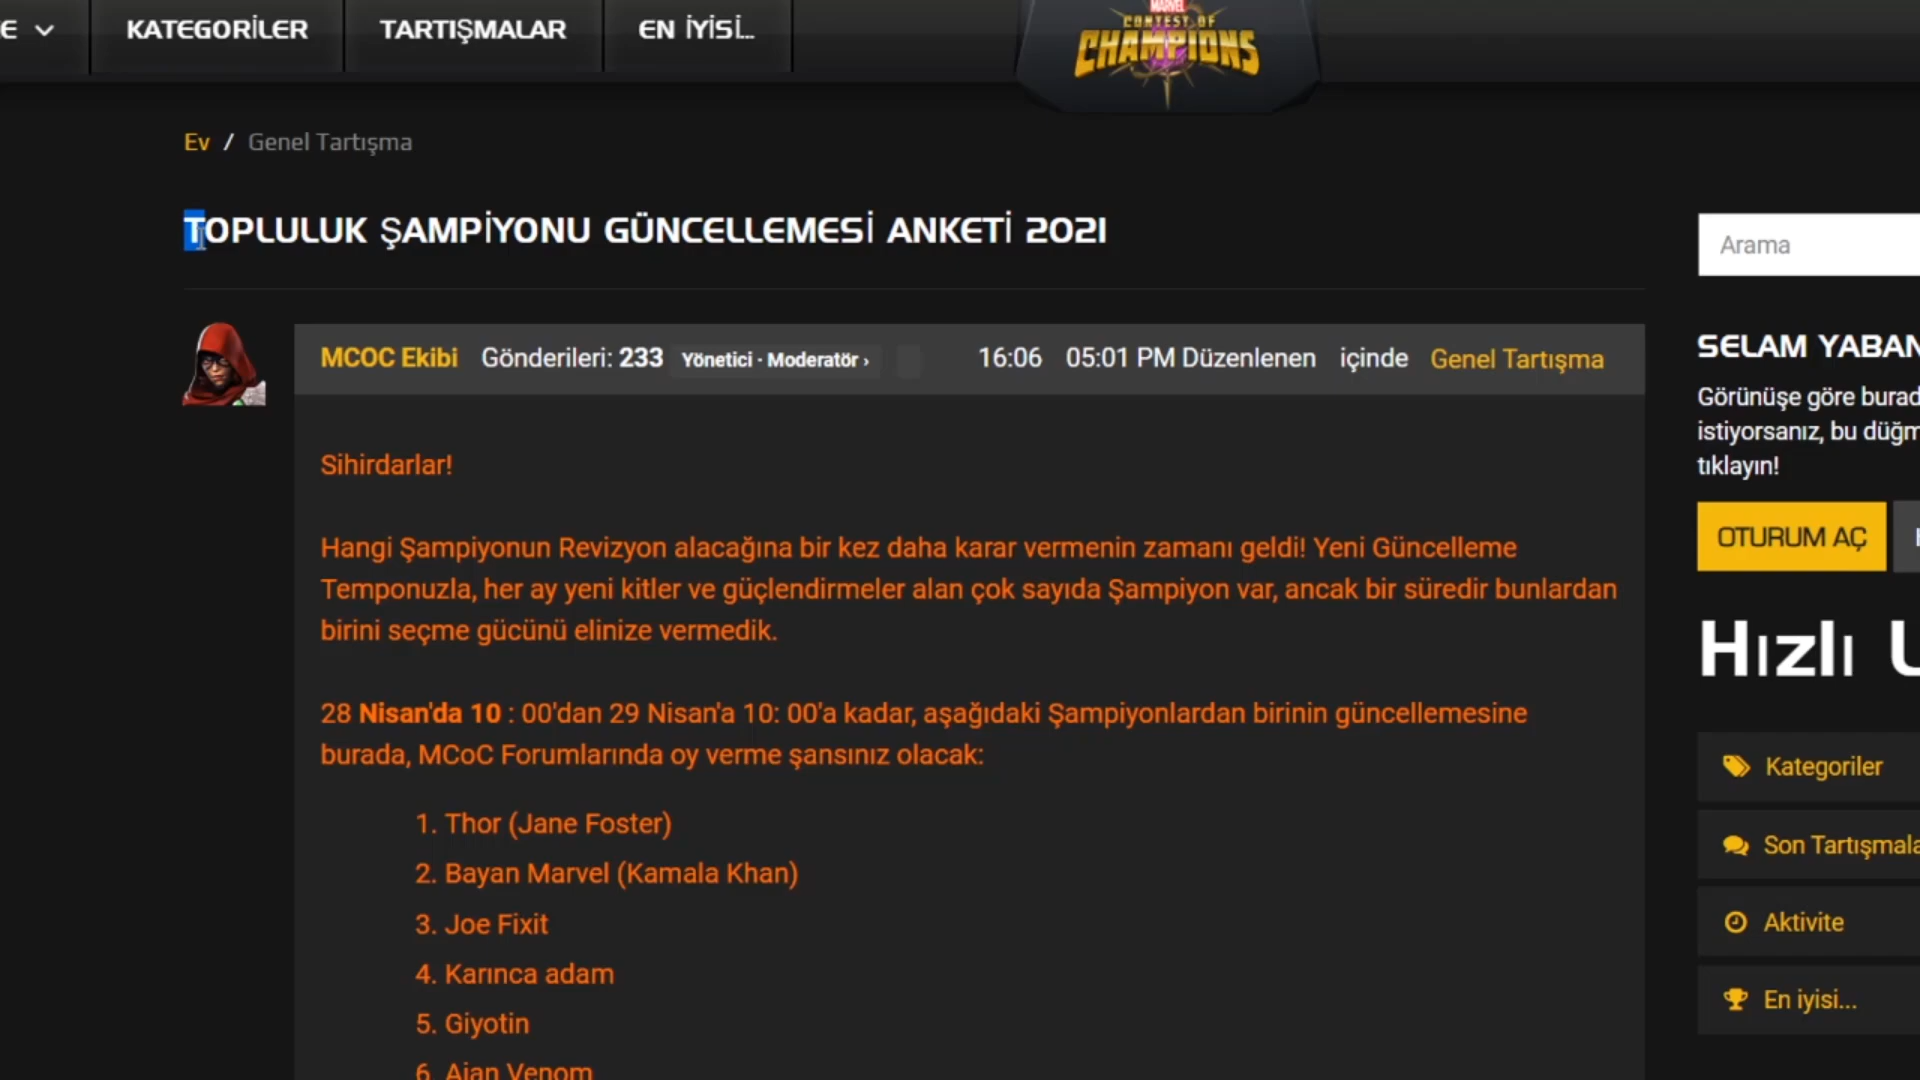 E
KATEGORİLER
TARTIŞMALAR
EN İYİSİ...
MARVEL
CONTEST OF
CHAMPIONS
Ev / Genel Tartışma
TOPLULUK ŞAMPİYONU GÜNCELLEMESİ ANKETİ 2021
MCOC Ekibi Gönderileri: 233 Yönetici · Moderatör › 16:06 05:01 PM Düzenlenen içinde Genel Tartışma
Sihirdarlar!
Hangi Şampiyonun Revizyon alacağına bir kez daha karar vermenin zamanı geldi! Yeni Güncelleme
Temponuzla, her ay yeni kitler ve güçlendirmeler alan çok sayıda Şampiyon var, ancak bir süredir bunlardan
birini seçme gücünü elinize vermedik.
28 Nisan'da 10 : 00'dan 29 Nisan'a 10: 00'a kadar, aşağıdaki Şampiyonlardan birinin güncellemesine
burada, MCoC Forumlarında oy verme şansınız olacak:
1. Thor (Jane Foster)
2. Bayan Marvel (Kamala Khan)
3. Joe Fixit
4. Karınca adam
5. Giyotin
6. Ajan Venom
Arama
SELAM YABAN
Görünüşe göre burad
istiyorsanız, bu düğm
tıklayın!
OTURUM AÇ
Hızlı
Kategoriler
Son Tartışmala
Aktivite
En iyisi...